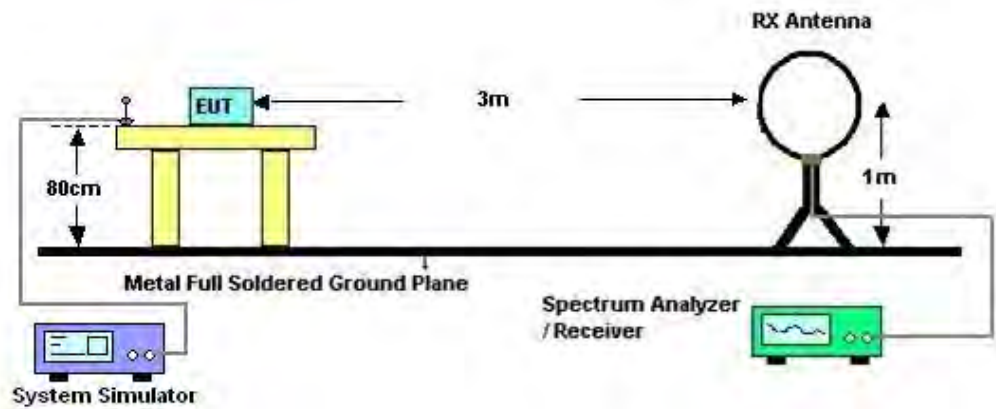 RX Antenna
EUT
3m
80cm
1m
Metal Full Soldered Ground Plane
Spectrum Analyzer
/ Receiver
System Simulator